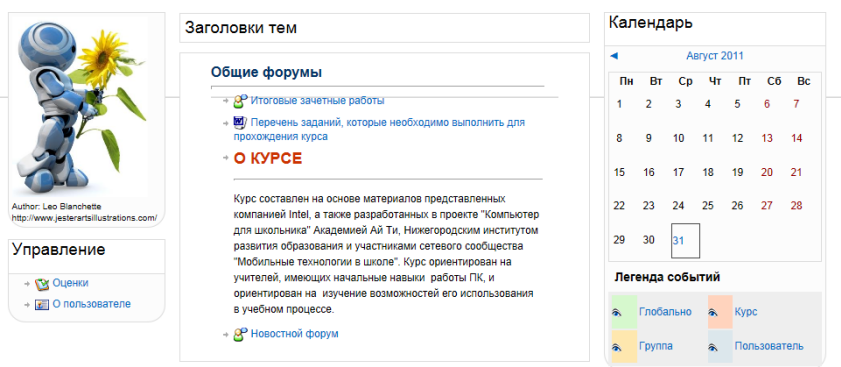 Author: Leo Blanchette
http://www.jesterartsillustrations.com/
Управление
Оценки
О пользователе
Заголовки тем
Общие форумы
Итоговые зачетные работы
Перечень заданий, которые необходимо выполнить для
прохождения курса
О КУРСЕ
Курс составлен на основе материалов представленных
компанией Intel, а также разработанных в проекте "Компьютер
для школьника" Академией Ай Ти, Нижегородским институтом
развития образования и участниками сетевого сообщества
"Мобильные технологии в школе". Курс ориентирован на
учителей, имеющих начальные навыки работы ПК, и
ориентирован на изучение возможностей его использования
в учебном процессе.
Новостной форум
Календарь
◄ Август 2011
Пн Вт Ср Чт Пт Сб Вс
1 2 3 4 5 6 7
8 9 10 11 12 13 14
15 16 17 18 19 20 21
22 23 24 25 26 27 28
29 30 31
Легенда событий
Глобально Курс
Группа Пользователь